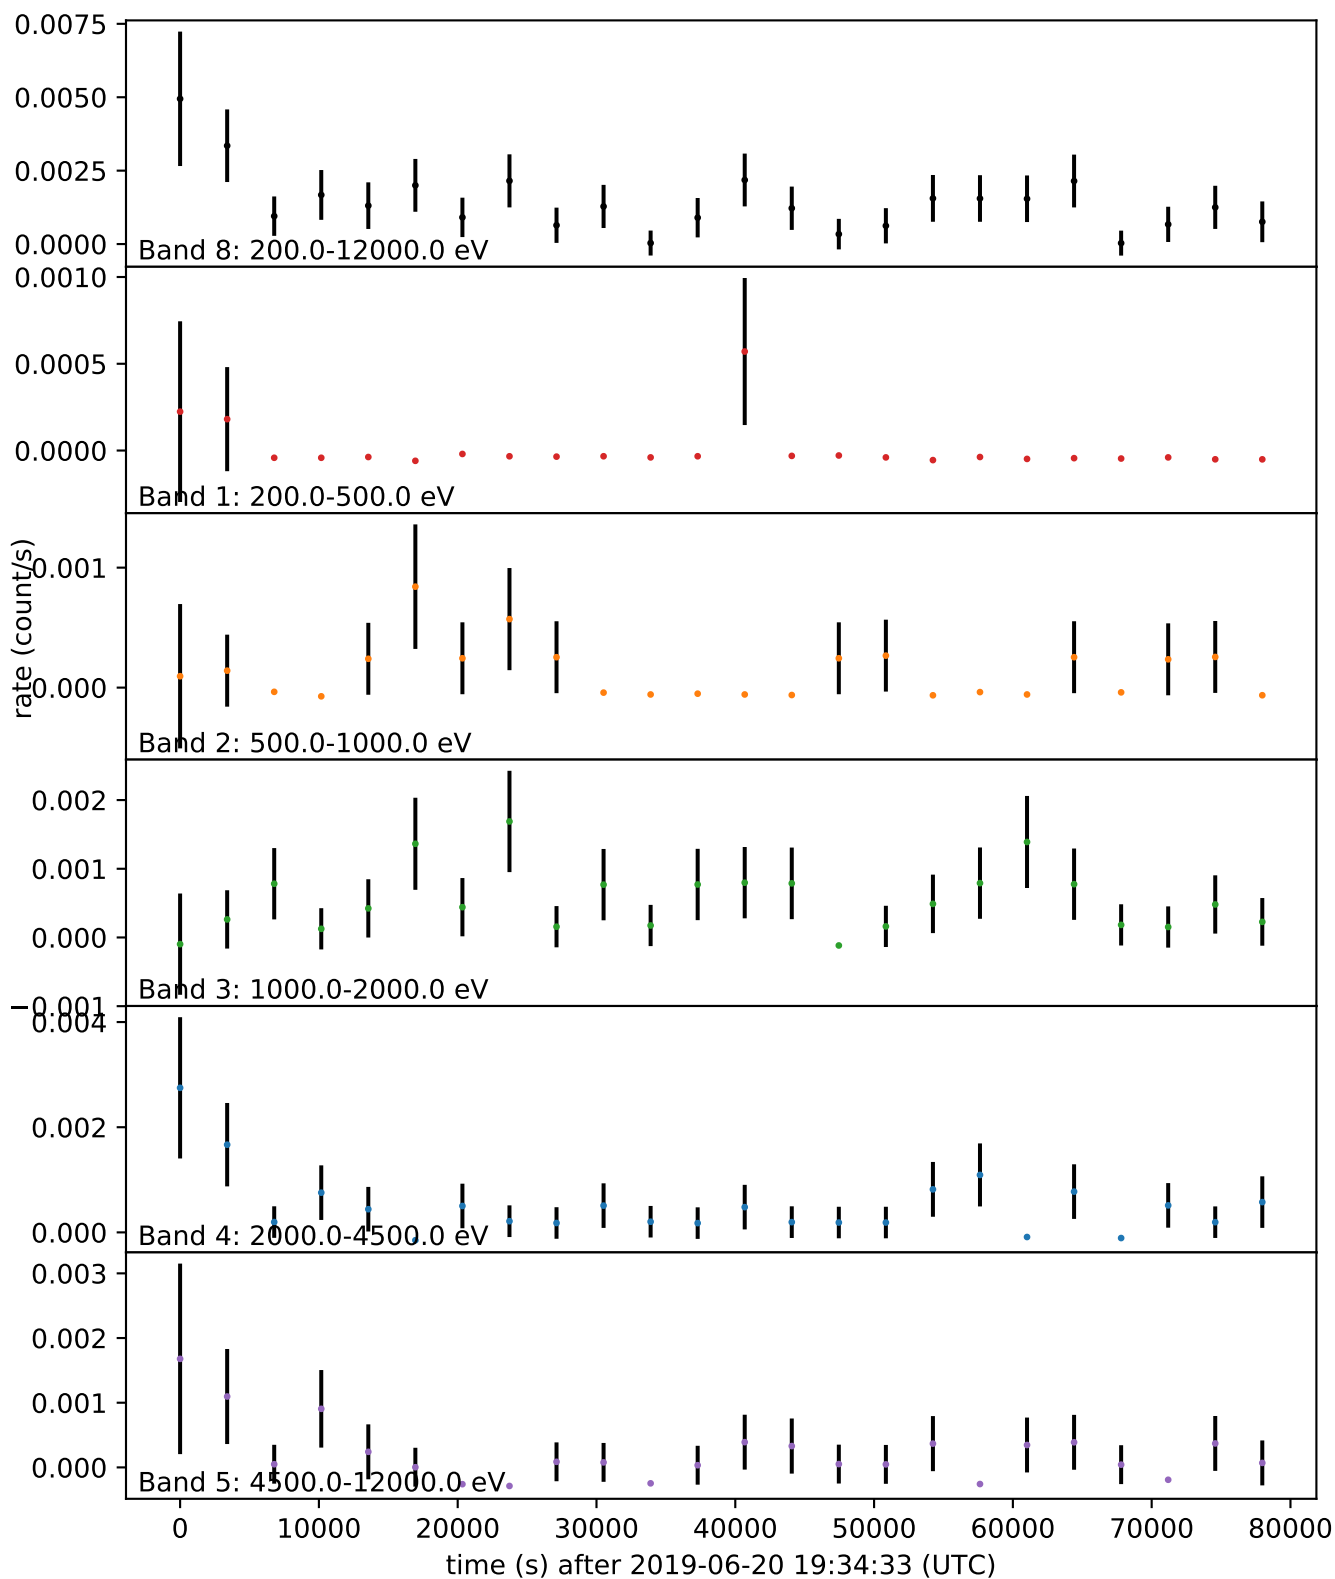 0.0075
0.0050
0.0025
0.0000
Band 8: 200.0-12000.0 eV
0.0010
0.0005
0.0000
Band 1: 200.0-500.0 eV
rate (count/s)
0.001
0.000
Band 2: 500.0-1000.0 eV
0.002
0.001
0.000
−0.001
Band 3: 1000.0-2000.0 eV
0.004
0.002
0.000
Band 4: 2000.0-4500.0 eV
0.003
0.002
0.001
0.000
Band 5: 4500.0-12000.0 eV
0 10000 20000 30000 40000 50000 60000 70000 80000
time (s) after 2019-06-20 19:34:33 (UTC)